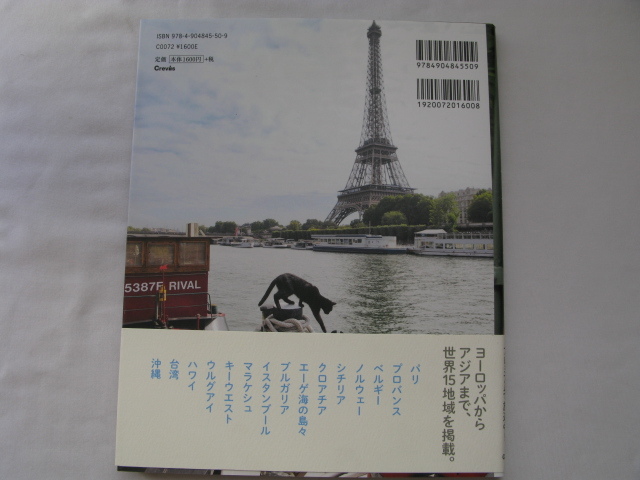 ISBN 978-4-904845-50-9
C0072 ¥1600E
定価 本体1600円 +税
Crevis
9784904845509
1920072016008
5387F RIVAL
ヨーロッパから
アジアまで、
世界15地域を掲載。
パリ
プロバンス
ベルギー
ノルウェー
シチリア
クロアチア
エーゲ海の島々
ブルガリア
イスタンブール
マラケシュ
キーウエスト
ウルグアイ
ハワイ
台湾
沖縄